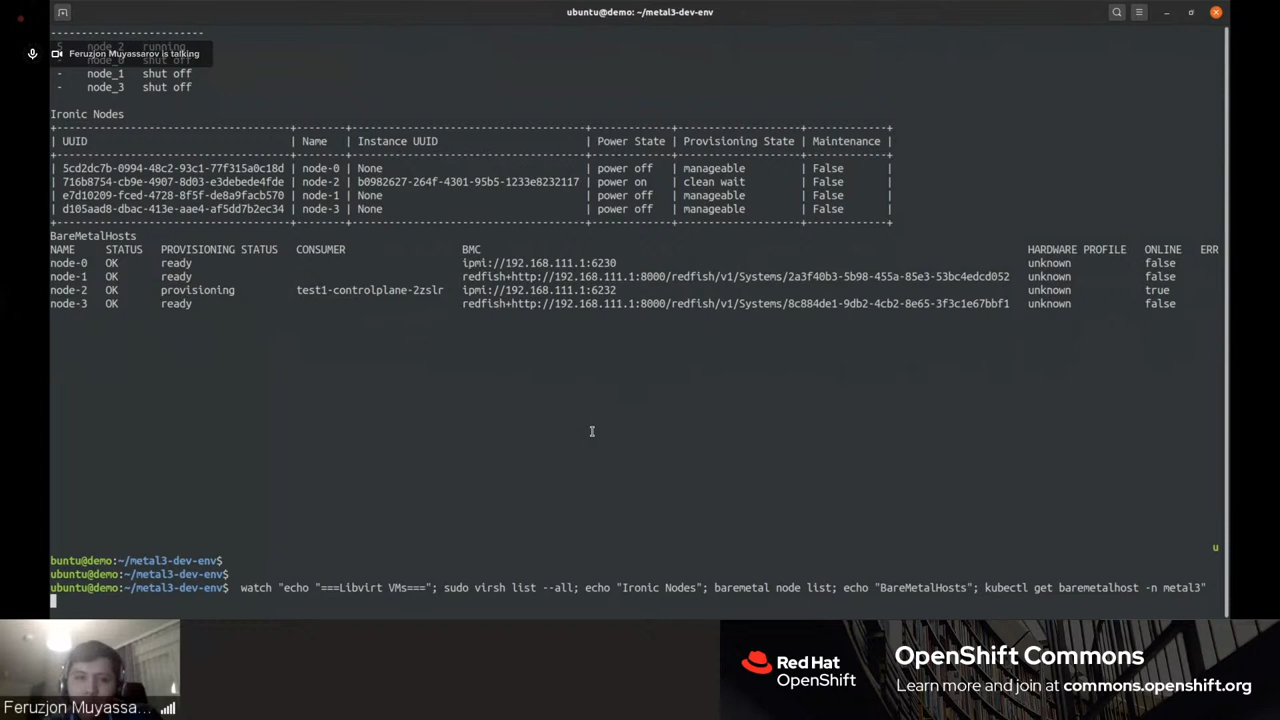 ubuntu@demo: ~/metal3-dev-env
------------------------
5 node_2 running
Feruzjon Muyassarov is talking
- node_0 shut off
- node_1 shut off
- node_3 shut off
Ironic Nodes
+--------------------------------------+--------+--------------------------------------+-------------+--------------------+-------------+
| UUID | Name | Instance UUID | Power State | Provisioning State | Maintenance |
+--------------------------------------+--------+--------------------------------------+-------------+--------------------+-------------+
| 5cd2dc7b-0994-48c2-93c1-77f315a0c18d | node-0 | None | power off | manageable | False |
| 716b8754-cb9e-4907-8d03-e3debede4fde | node-2 | b0982627-264f-4301-95b5-1233e8232117 | power on | clean wait | False |
| e7d10209-fced-4728-8f5f-de8a9facb570 | node-1 | None | power off | manageable | False |
| d105aad8-dbac-413e-aae4-af5dd7b2ec34 | node-3 | None | power off | manageable | False |
+--------------------------------------+--------+--------------------------------------+-------------+--------------------+-------------+
BareMetalHosts
NAME STATUS PROVISIONING STATUS CONSUMER BMC HARDWARE PROFILE ONLINE ERR
node-0 OK ready ipmi://192.168.111.1:6230 unknown false
node-1 OK ready redfish+http://192.168.111.1:8000/redfish/v1/Systems/2a3f40b3-5b98-455a-85e3-53bc4edcd052 unknown false
node-2 OK provisioning test1-controlplane-2zslr ipmi://192.168.111.1:6232 unknown true
node-3 OK ready redfish+http://192.168.111.1:8000/redfish/v1/Systems/8c884de1-9db2-4cb2-8e65-3f3c1e67bbf1 unknown false
u
buntu@demo:~/metal3-dev-env$
ubuntu@demo:~/metal3-dev-env$
ubuntu@demo:~/metal3-dev-env$ watch "echo "===Libvirt VMs==="; sudo virsh list --all; echo "Ironic Nodes"; baremetal node list; echo "BareMetalHosts"; kubectl get baremetalhost -n metal3"
Feruzjon Muyassa...
Red Hat
OpenShift
OpenShift Commons
Learn more and join at commons.openshift.org